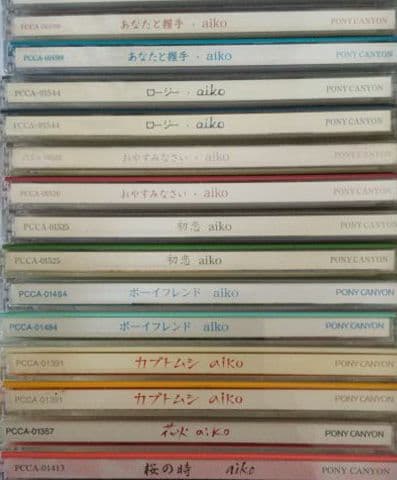 あなたと握手・aiko PONY CANYON
あなたと握手・aiko PONY CANYON
PCCA-01544 ロージー・aiko PONY CANYON
ロージー・aiko PONY CANYON
おやすみなさい・aiko PONY CANYON
おやすみなさい・aiko PONY CANYON
PCCA-01525 初恋 aiko PONY CANYON
PCCA-01525 初恋 aiko PONY CANYON
PCCA-01484 ボーイフレンド aiko PONY CANYON
PCCA-01484 ボーイフレンド aiko PONY CANYON
PCCA-01391 カブトムシ aiko PONY CANYON
PCCA-01391 カブトムシ aiko PONY CANYON
PCCA-01357 花火 aiko PONY CANYON
PCCA-01413 桜の時 aiko PONY CANYON